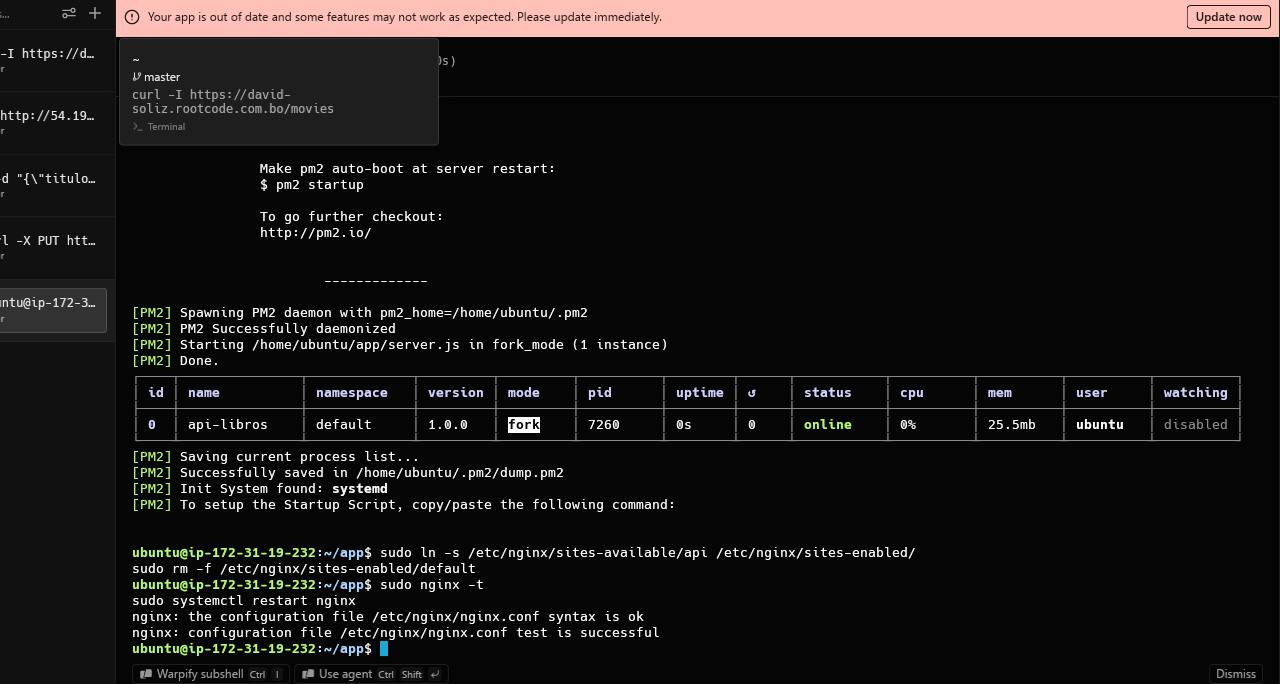 Your app is out of date and some features may not work as expected. Please update immediately.
Update now
-I https://d…
http://54.19…
-d "{\"titulo…
rl -X PUT htt…
untu@ip-172-3…
~
master
curl -I https://david-
soliz.rootcode.com.bo/movies
>_ Terminal
0s)
Make pm2 auto-boot at server restart:
$ pm2 startup
To go further checkout:
http://pm2.io/
-------------
[PM2] Spawning PM2 daemon with pm2_home=/home/ubuntu/.pm2
[PM2] PM2 Successfully daemonized
[PM2] Starting /home/ubuntu/app/server.js in fork_mode (1 instance)
[PM2] Done.
id name namespace version mode pid uptime ↺ status cpu mem user watching
0 api-libros default 1.0.0 fork 7260 0s 0 online 0% 25.5mb ubuntu disabled
[PM2] Saving current process list...
[PM2] Successfully saved in /home/ubuntu/.pm2/dump.pm2
[PM2] Init System found: systemd
[PM2] To setup the Startup Script, copy/paste the following command:
ubuntu@ip-172-31-19-232:~/app$ sudo ln -s /etc/nginx/sites-available/api /etc/nginx/sites-enabled/
sudo rm -f /etc/nginx/sites-enabled/default
ubuntu@ip-172-31-19-232:~/app$ sudo nginx -t
sudo systemctl restart nginx
nginx: the configuration file /etc/nginx/nginx.conf syntax is ok
nginx: configuration file /etc/nginx/nginx.conf test is successful
ubuntu@ip-172-31-19-232:~/app$
Warpify subshell Ctrl I Use agent Ctrl Shift ↵ Dismiss